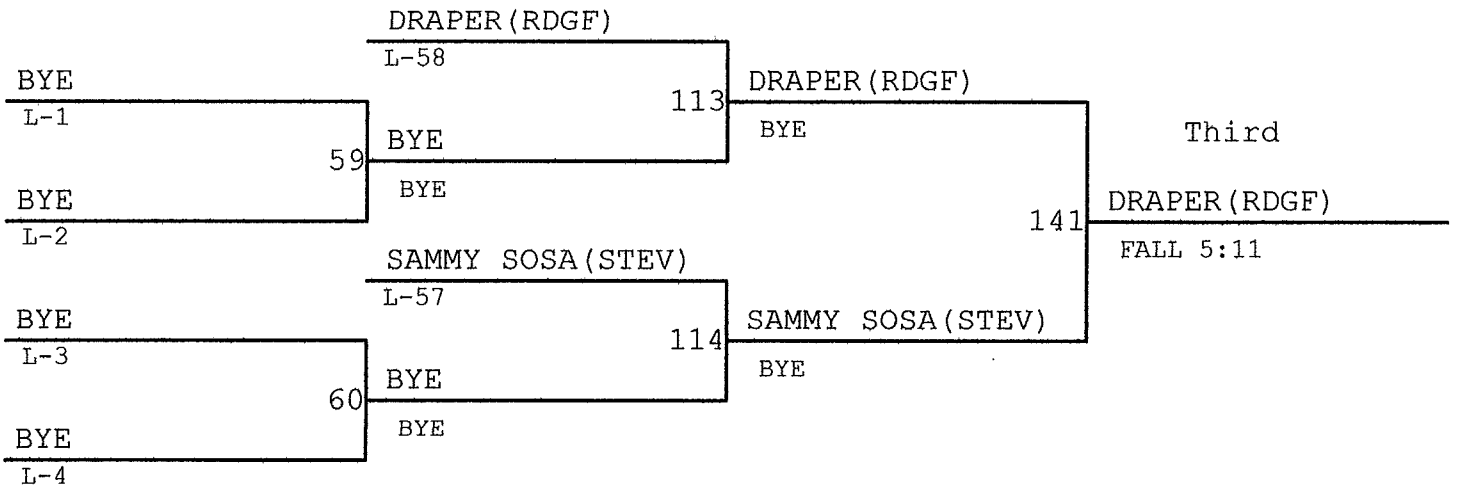 DRAPER(RDGF)
L-58
BYE
L-1
113
DRAPER(RDGF)
BYE
Third
59
BYE
BYE
BYE
L-2
141
DRAPER(RDGF)
FALL 5:11
SAMMY SOSA(STEV)
L-57
BYE
L-3
114
SAMMY SOSA(STEV)
BYE
60
BYE
BYE
BYE
L-4